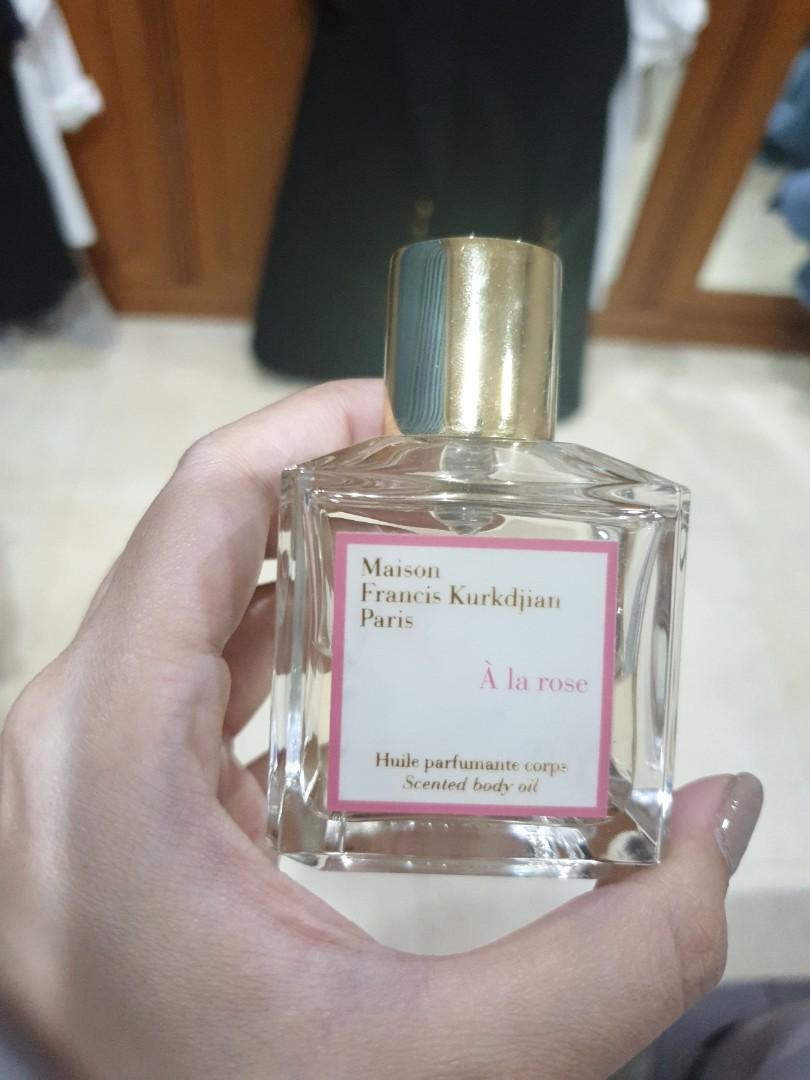 Maison
Francis Kurkdjian
Paris
À la rose
Huile parfumante corps
Scented body oil